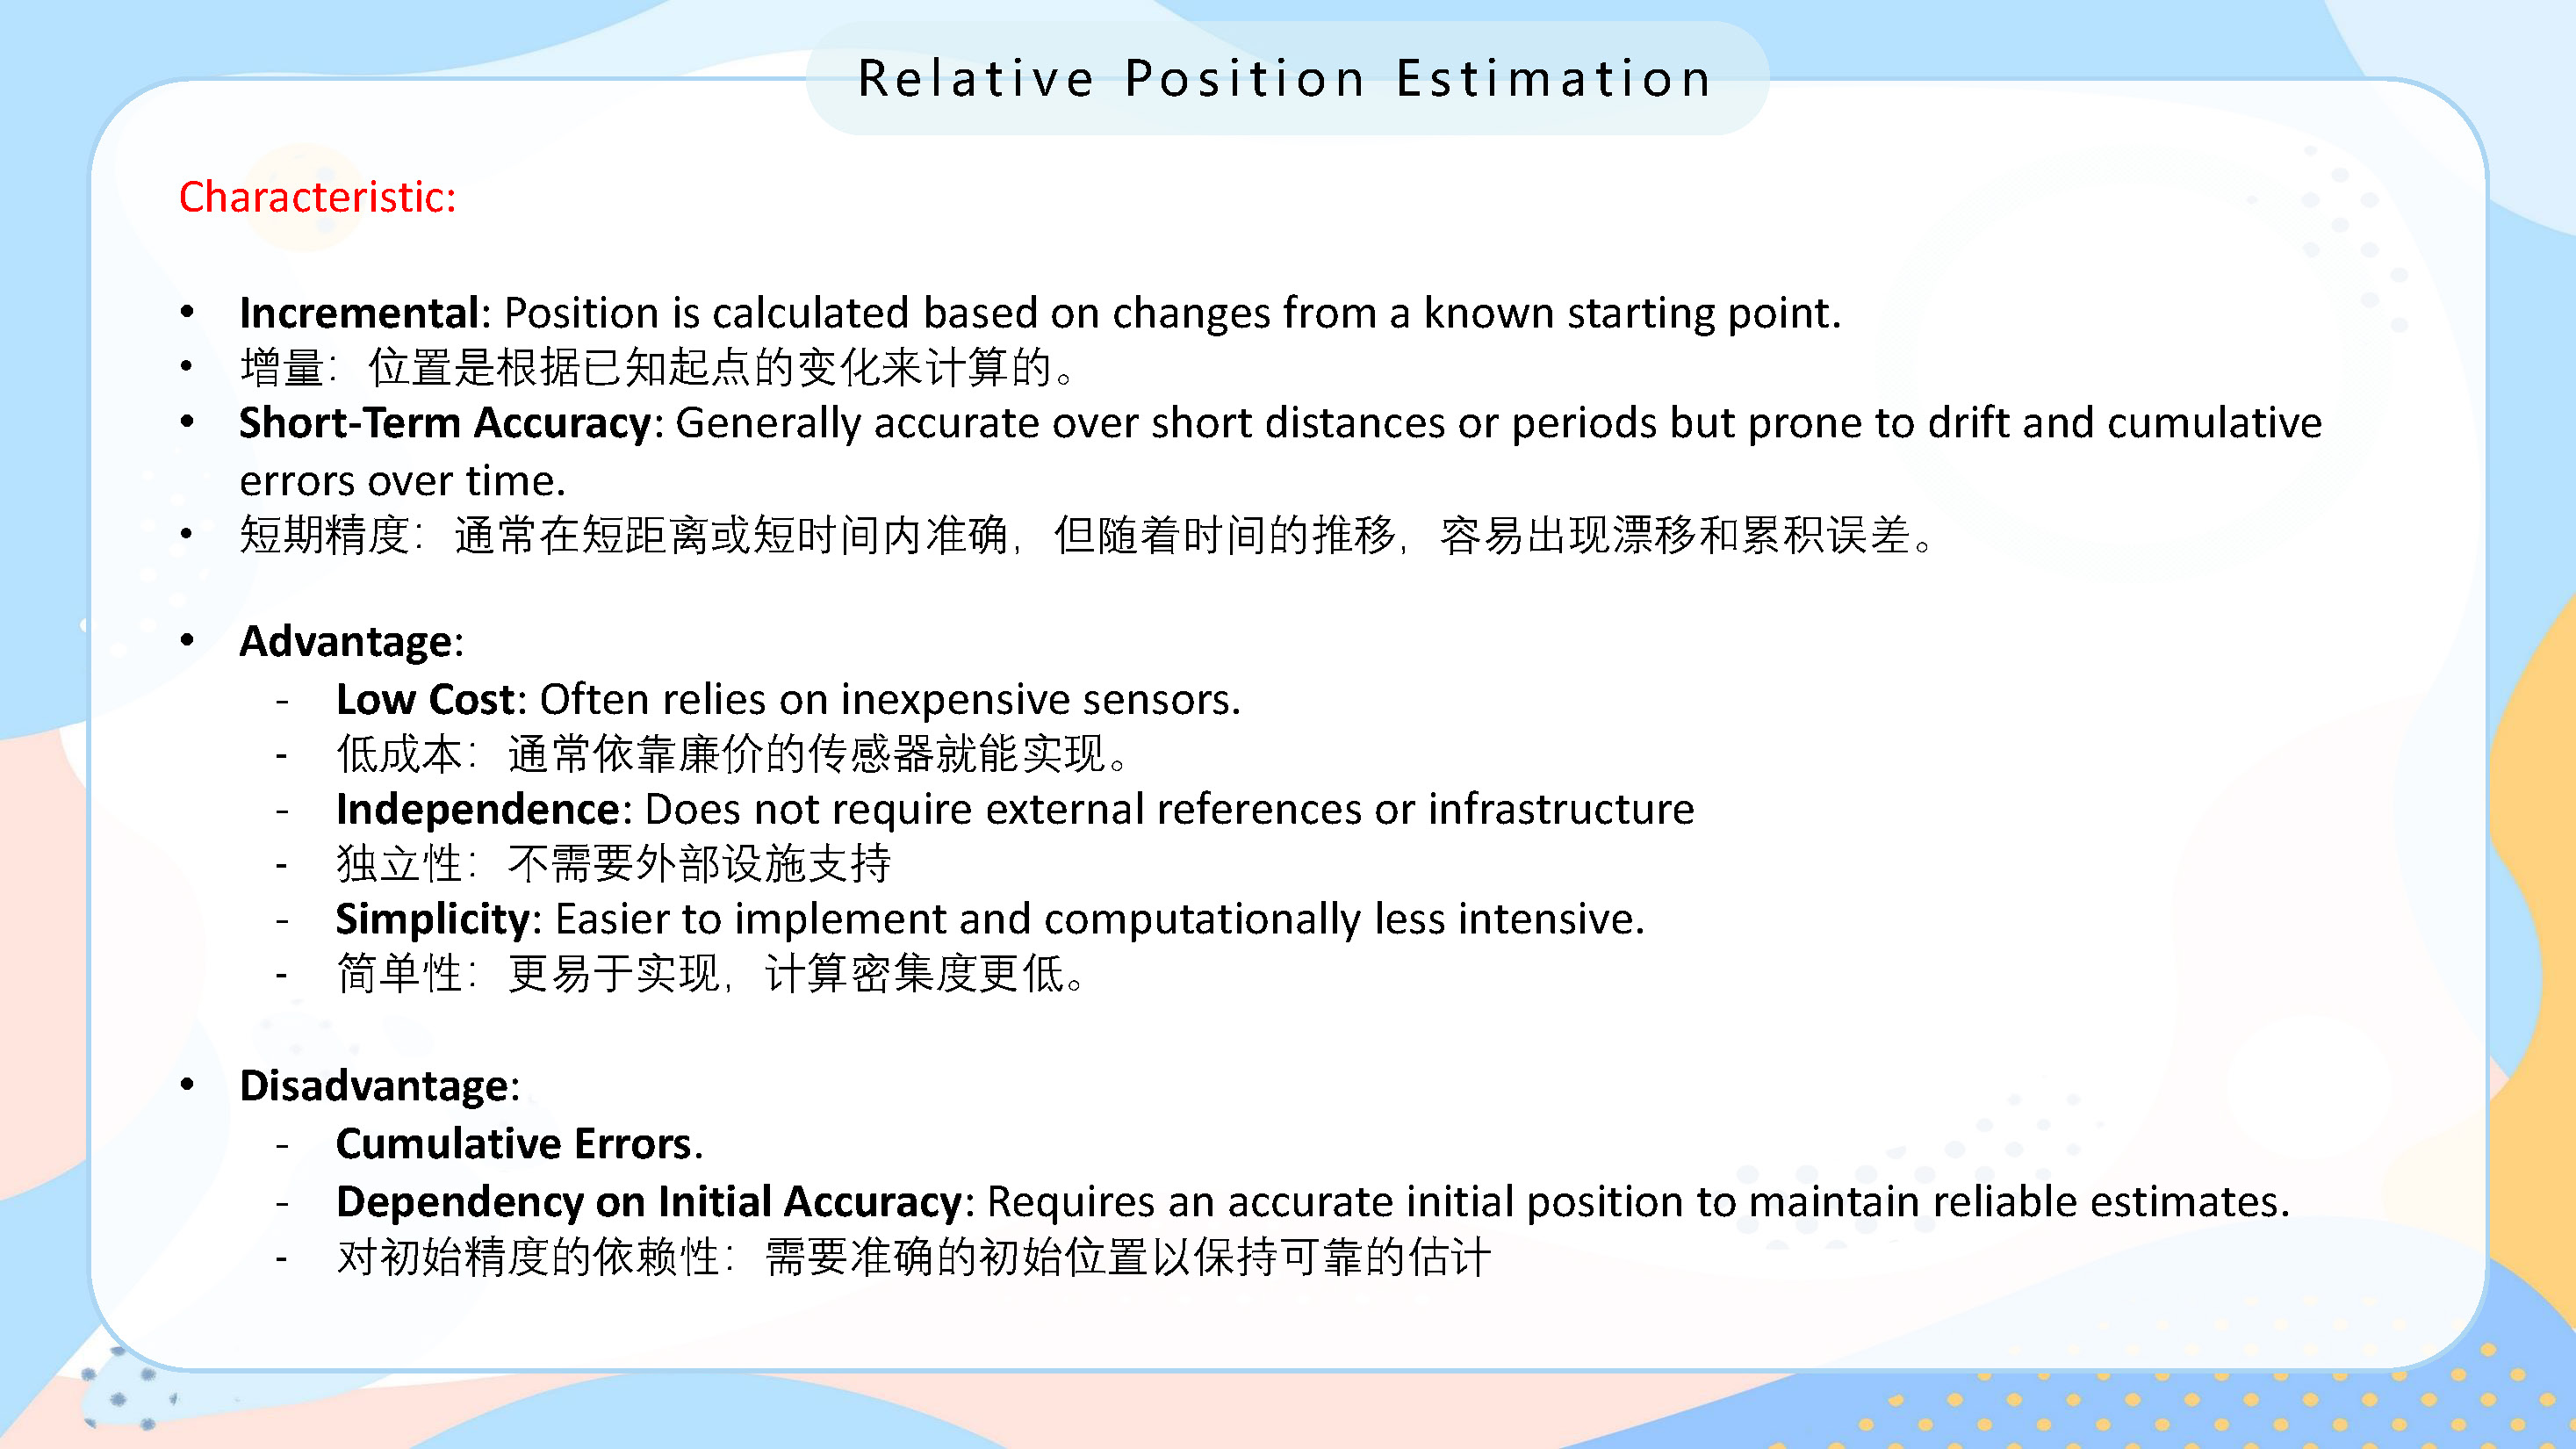 Relative Position Estimation
Characteristic:
• Incremental: Position is calculated based on changes from a known starting point.
• 增量：位置是根据已知起点的变化来计算的。
• Short-Term Accuracy: Generally accurate over short distances or periods but prone to drift and cumulative
errors over time.
• 短期精度：通常在短距离或短时间内准确，但随着时间的推移，容易出现漂移和累积误差。
• Advantage:
- Low Cost: Often relies on inexpensive sensors.
- 低成本：通常依靠廉价的传感器就能实现。
- Independence: Does not require external references or infrastructure
- 独立性：不需要外部设施支持
- Simplicity: Easier to implement and computationally less intensive.
- 简单性：更易于实现，计算密集度更低。
• Disadvantage:
- Cumulative Errors.
- Dependency on Initial Accuracy: Requires an accurate initial position to maintain reliable estimates.
- 对初始精度的依赖性：需要准确的初始位置以保持可靠的估计